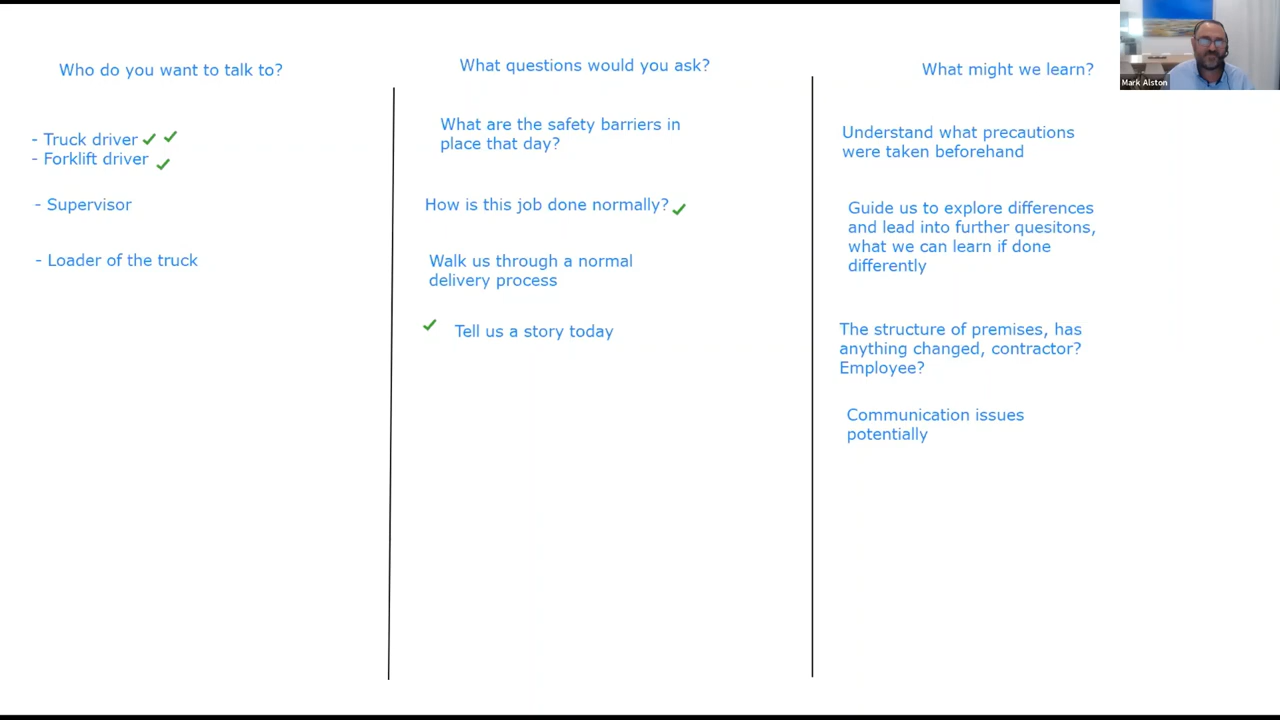 Who do you want to talk to?
- Truck driver
- Forklift driver
- Supervisor
- Loader of the truck
What questions would you ask?
What are the safety barriers in
place that day?
How is this job done normally?
Walk us through a normal
delivery process
Tell us a story today
What might we learn?
Understand what precautions
were taken beforehand
Guide us to explore differences
and lead into further quesitons,
what we can learn if done
differently
The structure of premises, has
anything changed, contractor?
Employee?
Communication issues
potentially
Mark Alston